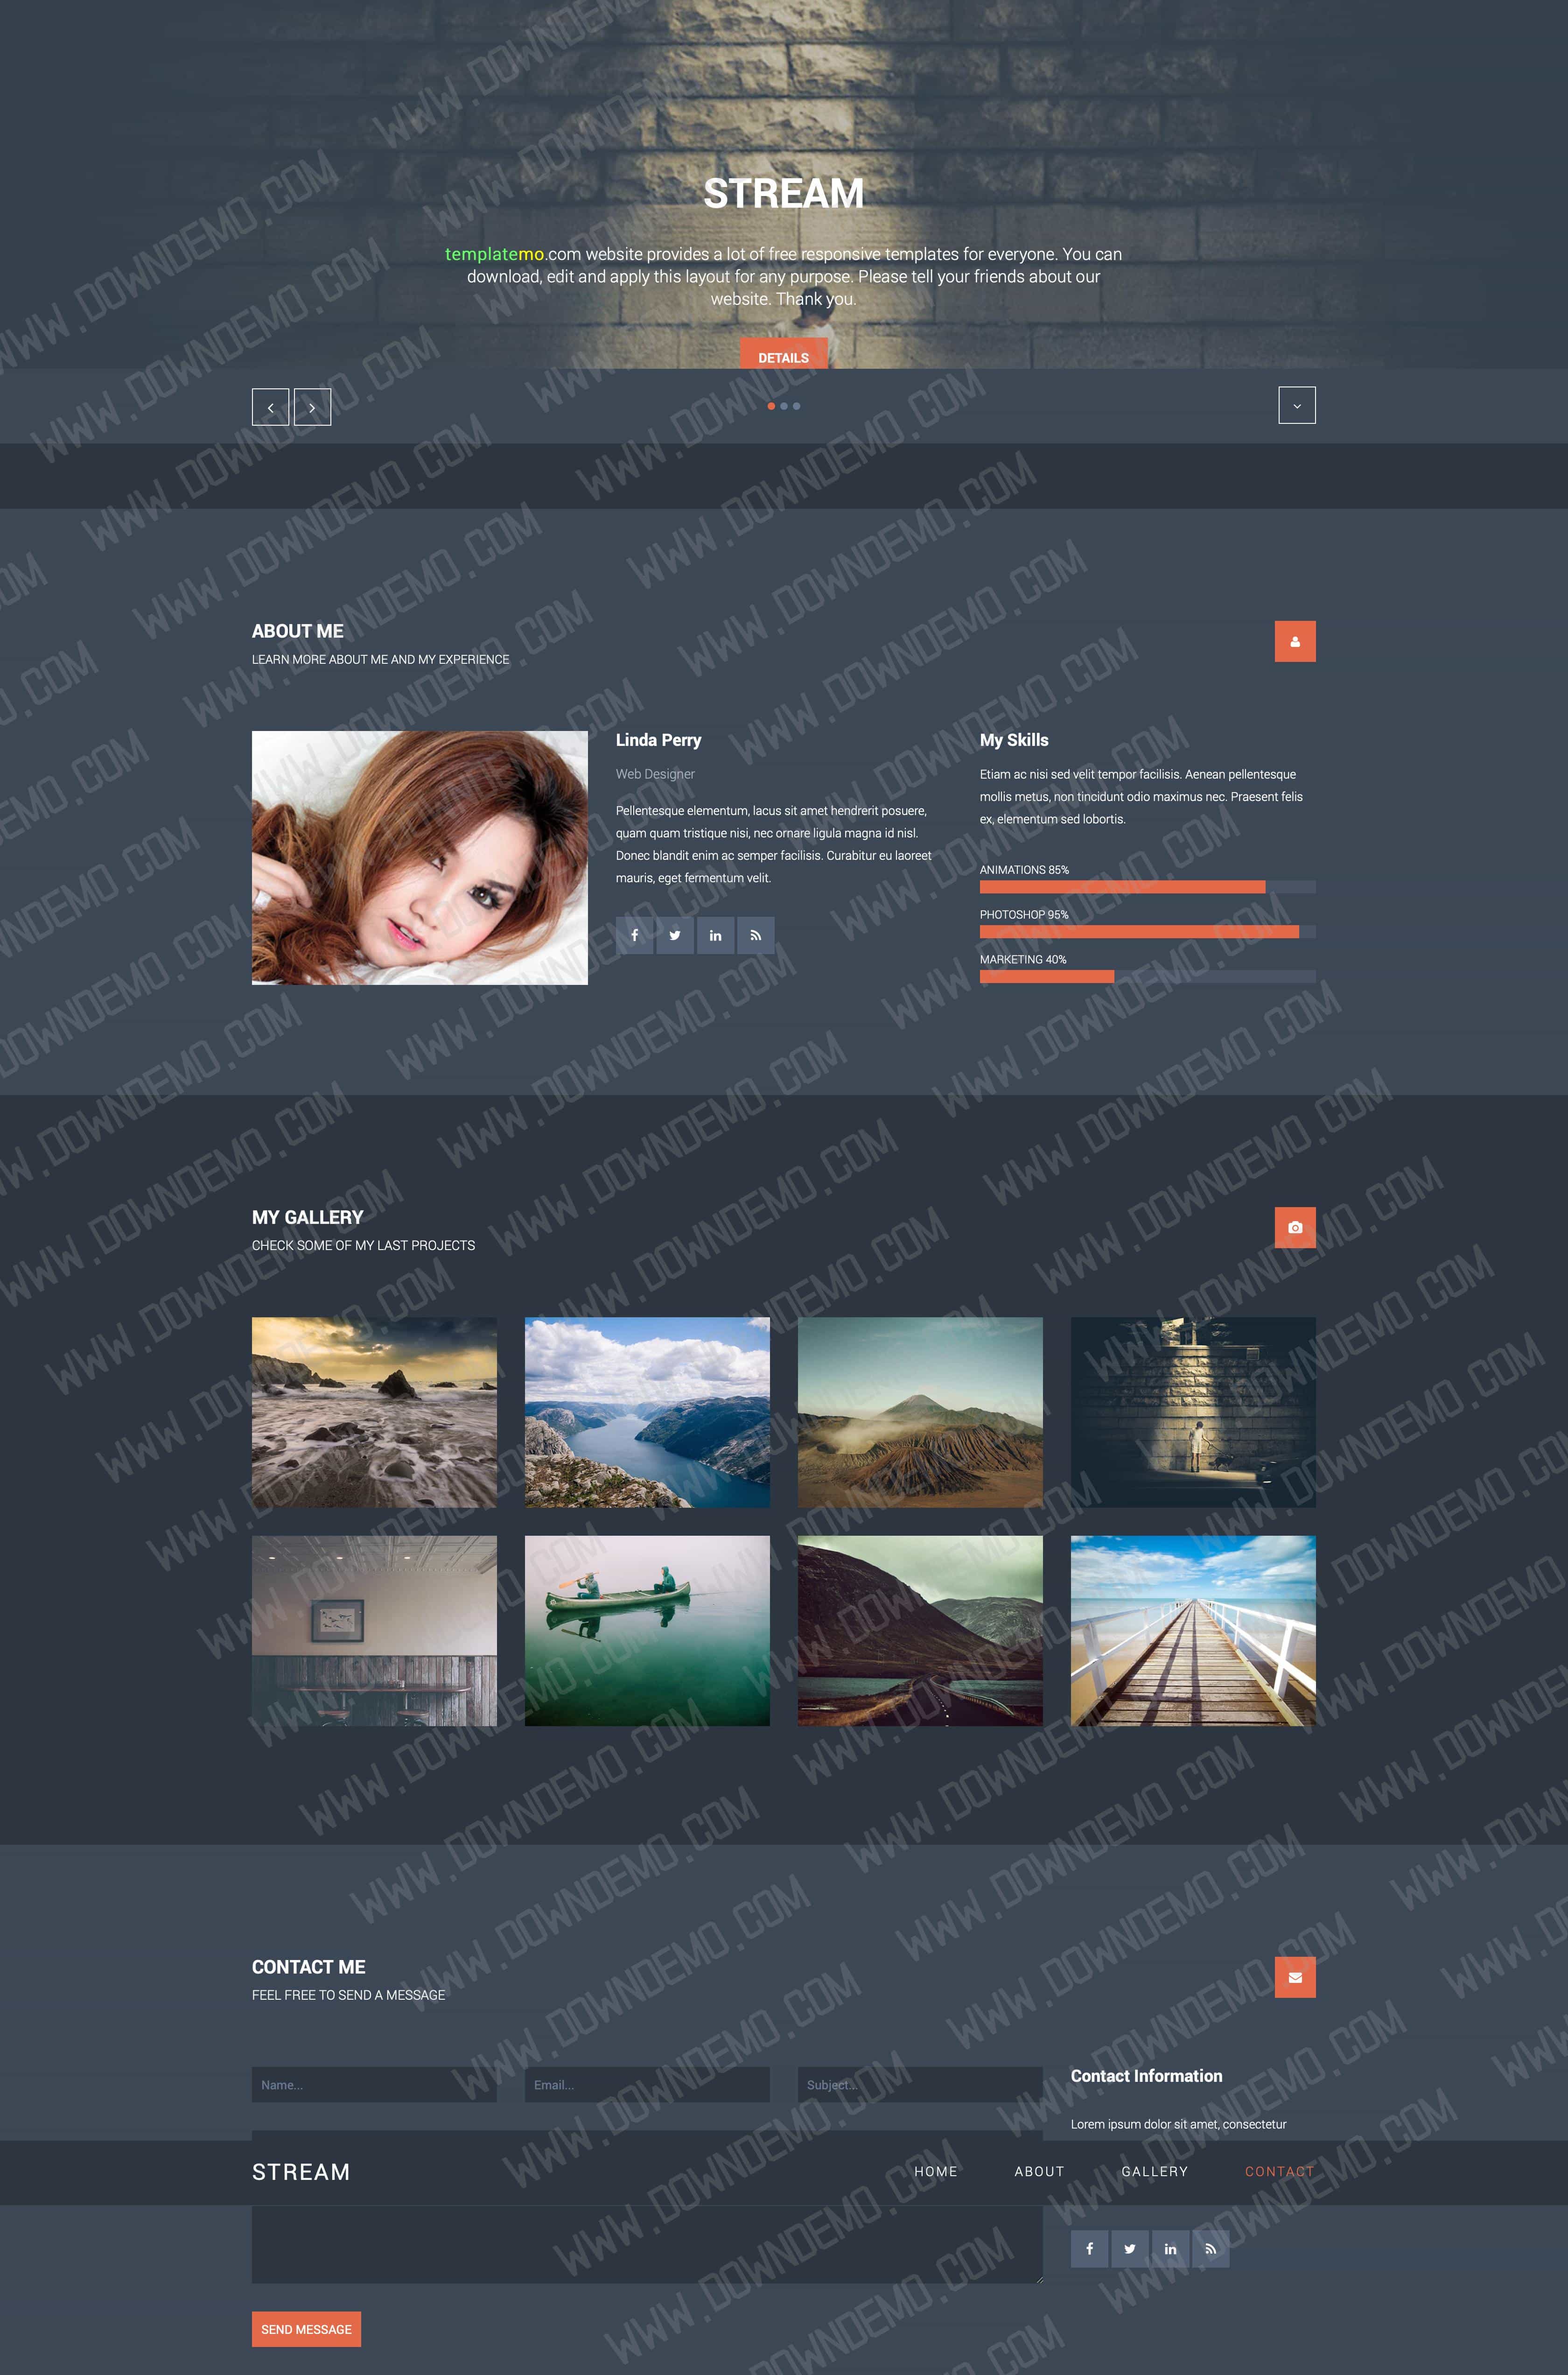 STREAM
templatemo.com website provides a lot of free responsive templates for everyone. You can
download, edit and apply this layout for any purpose. Please tell your friends about our
website. Thank you.
DETAILS
ABOUT ME
LEARN MORE ABOUT ME AND MY EXPERIENCE
Linda Perry
Web Designer
Pellentesque elementum, lacus sit amet hendrerit posuere,
quam quam tristique nisi, nec ornare ligula magna id nisl.
Donec blandit enim ac semper facilisis. Curabitur eu laoreet
mauris, eget fermentum velit.
My Skills
Etiam ac nisi sed velit tempor facilisis. Aenean pellentesque
mollis metus, non tincidunt odio maximus nec. Praesent felis
ex, elementum sed lobortis.
ANIMATIONS 85%
PHOTOSHOP 95%
MARKETING 40%
MY GALLERY
CHECK SOME OF MY LAST PROJECTS
CONTACT ME
FEEL FREE TO SEND A MESSAGE
Name...
Email...
Subject...
Contact Information
Lorem ipsum dolor sit amet, consectetur
STREAM
HOME
ABOUT
GALLERY
CONTACT
SEND MESSAGE
WWW.DOWNDEMO.COM